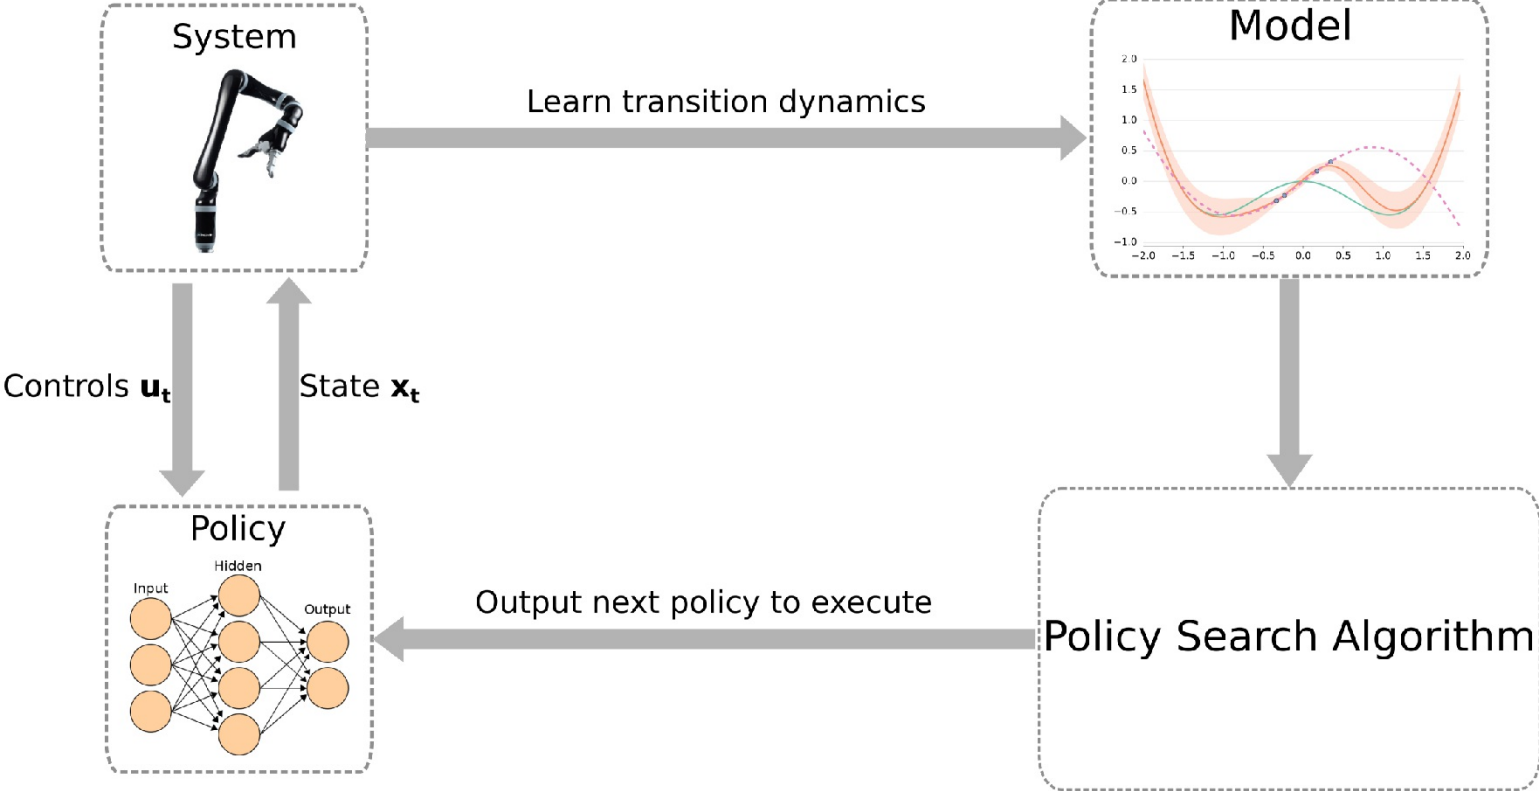 System
Learn transition dynamics
Model
2.0
1.5
1.0
0.5
0.0
−0.5
−1.0
−2.0 −1.5 −1.0 −0.5 0.0 0.5 1.0 1.5 2.0
Controls u_t
State x_t
Policy
Input
Hidden
Output
Output next policy to execute
Policy Search Algorithm